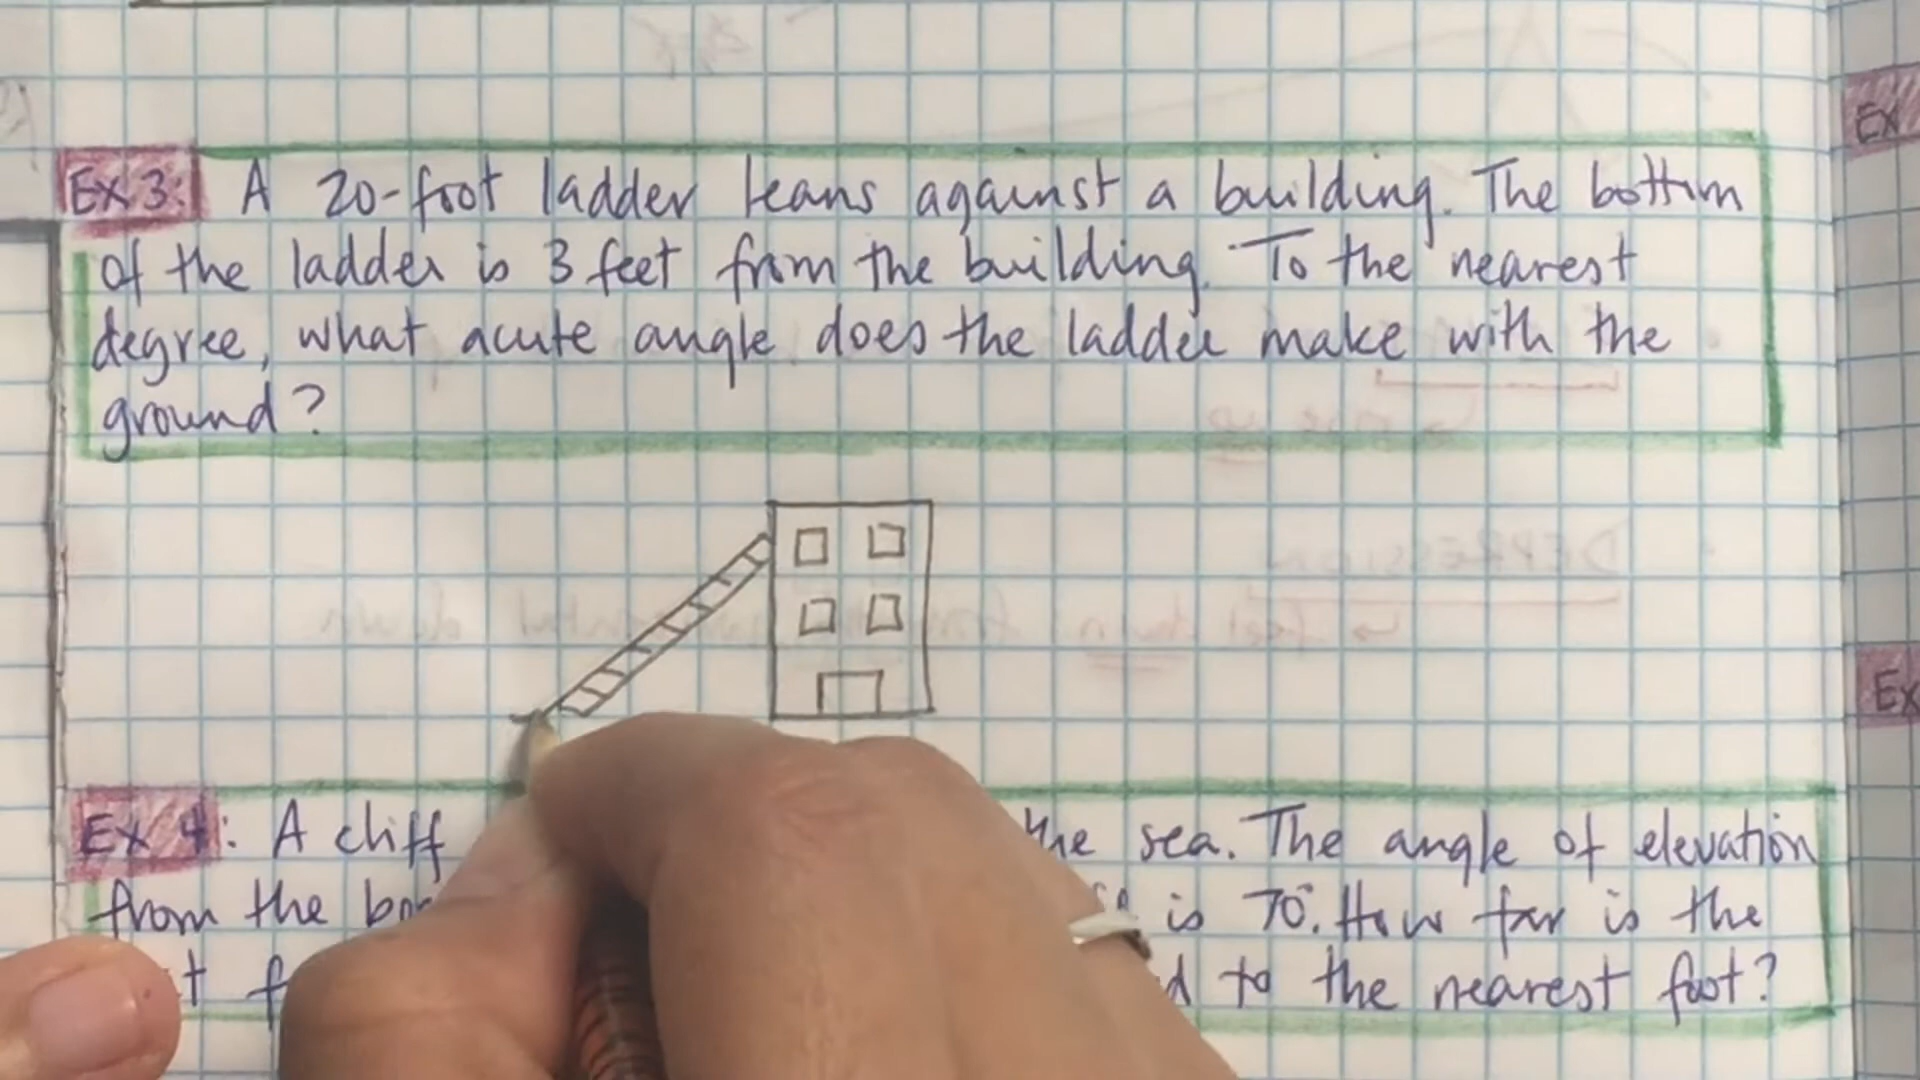 Ex 3: A 20-foot ladder leans against a building. The bottom
of the ladder is 3 feet from the building. To the nearest
degree, what acute angle does the ladder make with the
ground?
Ex 4: A cliff the sea. The angle of elevation
from the is 70°. How far is the
to the nearest foot?
Ex
Ex